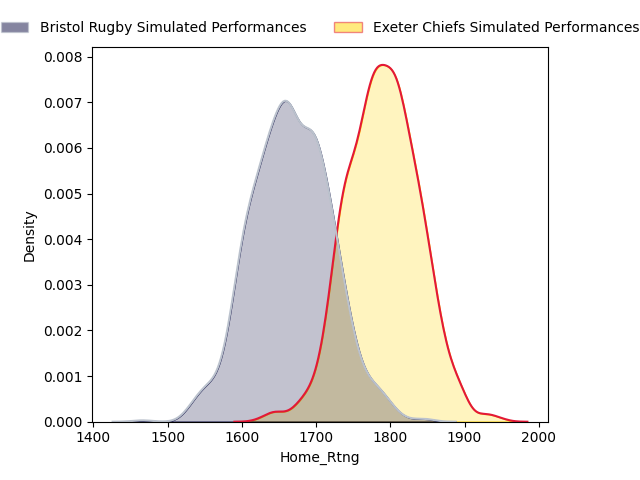 Bristol Rugby Simulated Performances Exeter Chiefs Simulated Performances
0.008
0.007
0.006
0.005
0.004
0.003
0.002
0.001
0.000
Density
1400 1500 1600 1700 1800 1900 2000
Home_Rtng